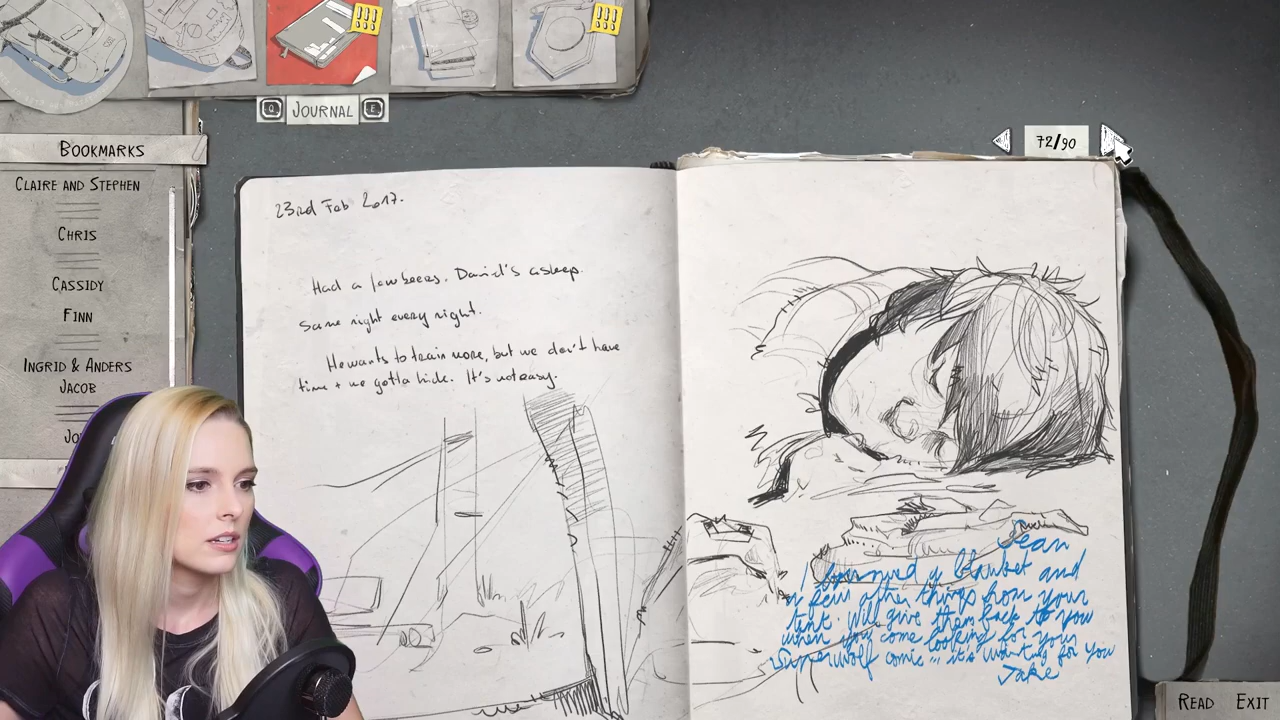 JOURNAL
Q
E
72/90
BOOKMARKS
CLAIRE AND STEPHEN
CHRIS
CASSIDY
FINN
INGRID & ANDERS
JACOB
JO
23rd Feb 2017.
Had a few beers. Daniel's asleep.
Same night every night.
He wants to train more, but we don't have
time + we gotta hide. It's not easy.
Sean
I borrowed a blanket and
a few other things from your
tent. Will give them back to you
when you come looking for your
Superwolf comic... it's waiting for you
Jake
READ
EXIT